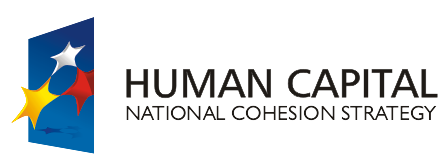 HUMAN CAPITAL
NATIONAL COHESION STRATEGY